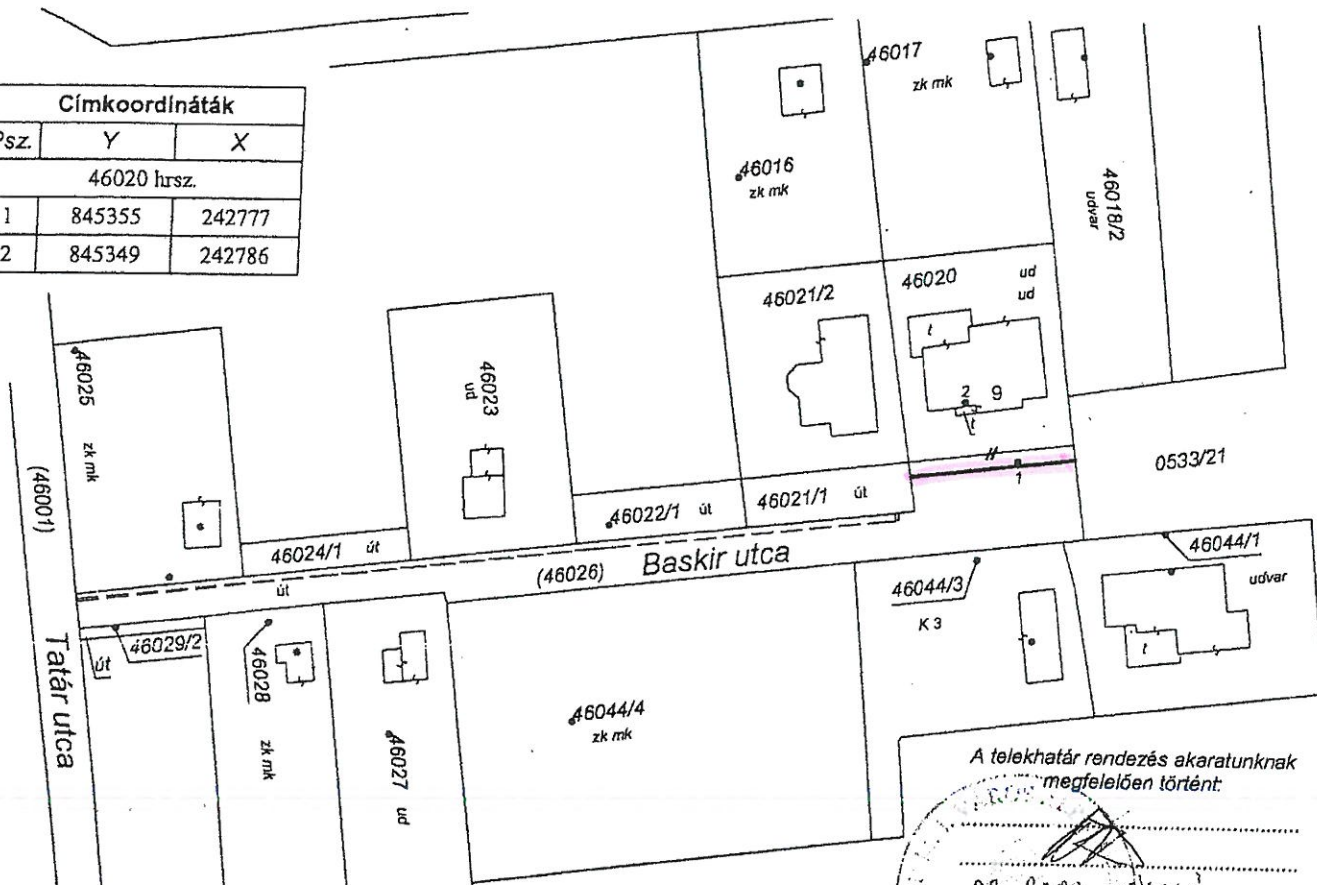 Címkoordináták
Psz. Y X
46020 hrsz.
1 845355 242777
2 845349 242786
46017
zk mk
46016
zk mk
46018/2
udvar
46021/2
46020
ud
ud
t
2 9
t
46025
zk mk
46023
ud
(46001)
46022/1 út
46021/1 út
1
0533/21
46024/1 út
(46026) Baskir utca
út
46044/3
K 3
46044/1
udvar
t
Tatár utca
út
46029/2
46028
zk mk
46027 ud
46044/4
zk mk
A telekhatár rendezés akaratunknak
megfelelően történt: